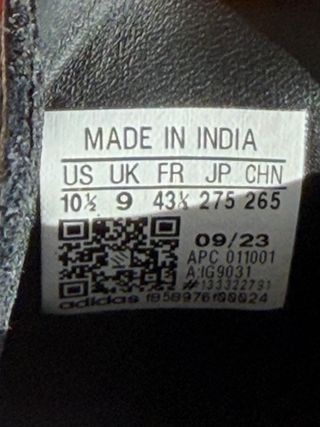 MADE IN INDIA
US UK FR JP CHN
10½ 9 43⅓ 275 265
09/23
APC 011001
A:IG9031
#133322791
adidas f85B976f00024